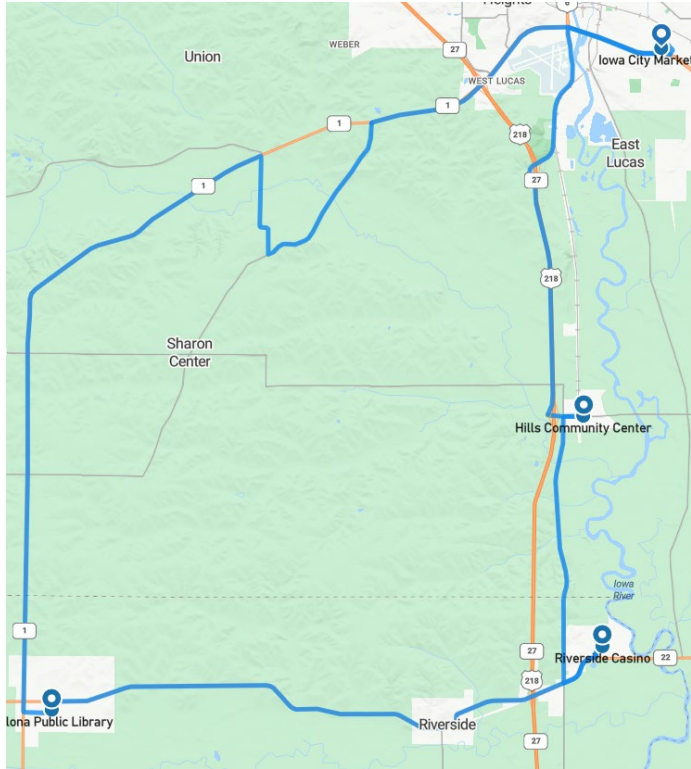 Heights
6
27
Iowa City Market
WEBER
Union
WEST LUCAS
1
1
218
East
Lucas
27
1
218
Sharon
Center
Hills Community Center
Iowa
River
1
27
Riverside Casino
22
218
lona Public Library
Riverside
27